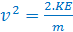 v² = 2.KE/m